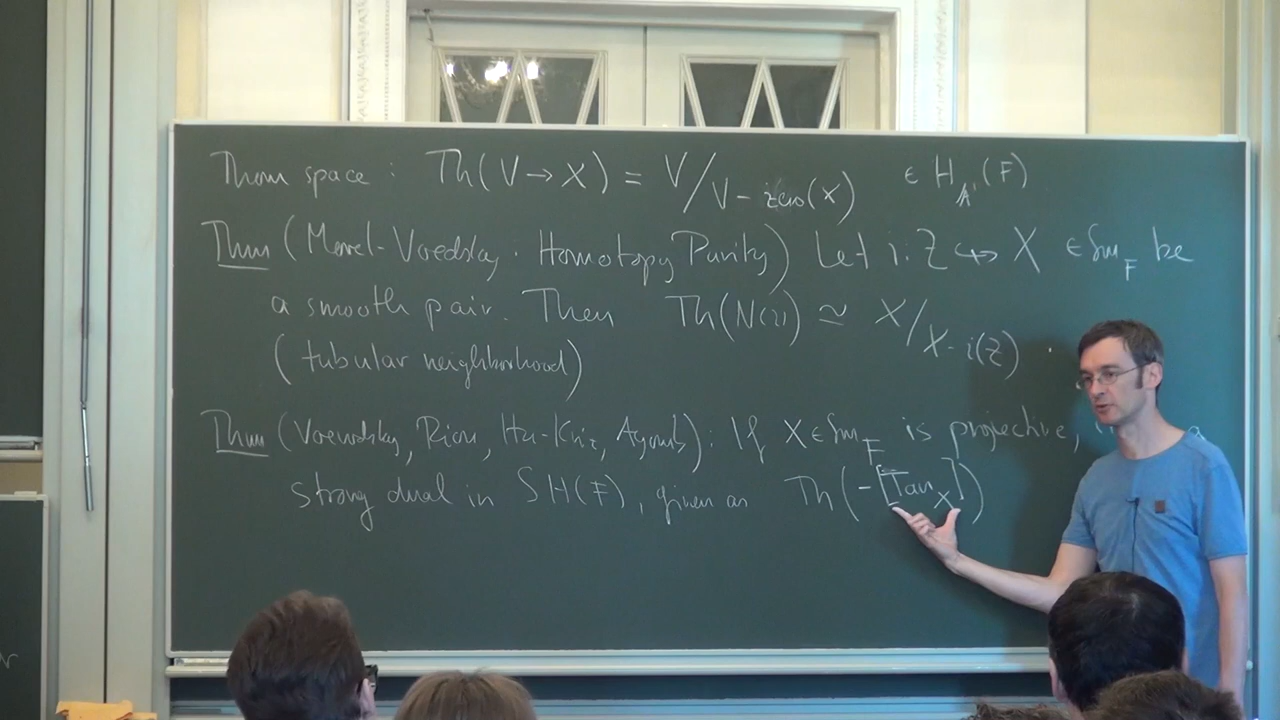 Thom space : Th(V → X) = V/V - zero(X) ∈ H_A¹(F)
Thm (Morel-Voevodsky · Homotopy Purity) Let i: Z ↪ X ∈ Sm_F be
a smooth pair. Then Th(N(i)) ≃ X/X - i(Z) .
(tubular neighborhood)
Thm (Voevodsky, Riou, Hu-Kriz, Ayoub): If X ∈ Sm_F is projective,
strong dual in SH(F), given as Th(-[Tan_X])